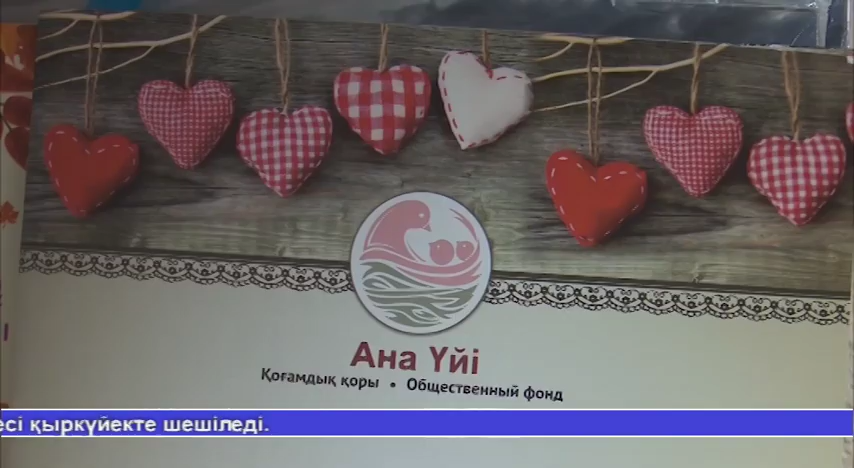 Ана Үйі
Қоғамдық қоры • Общественный фонд
есі қыркүйекте шешіледі.